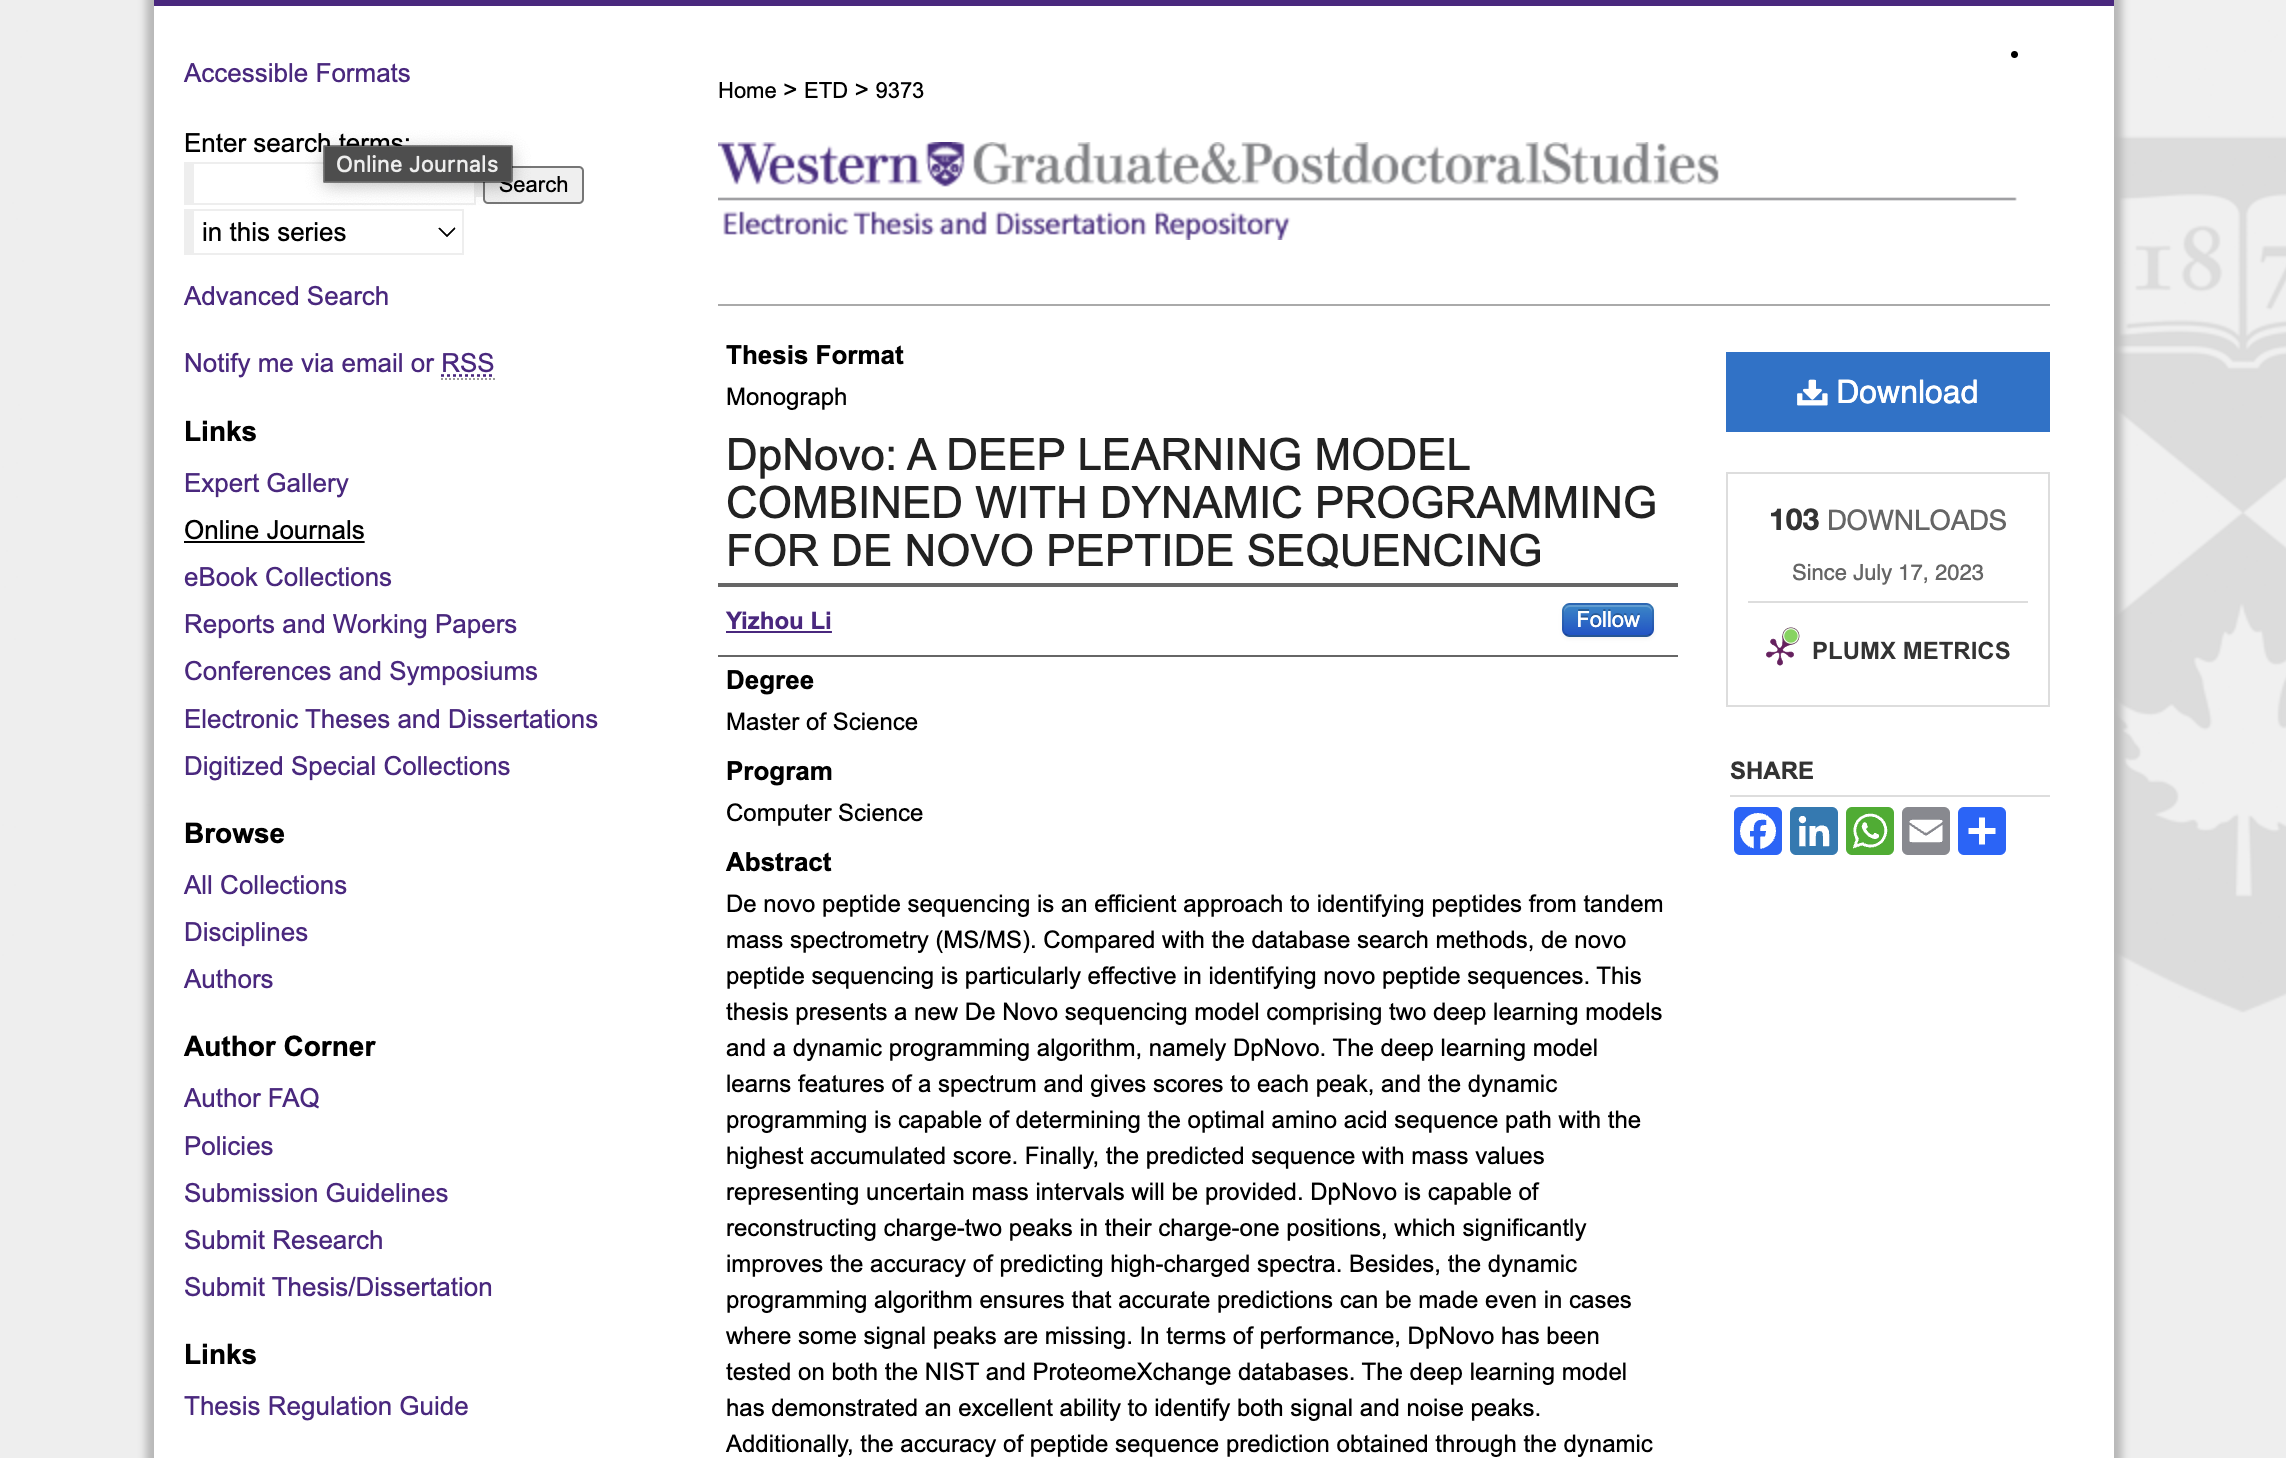 Accessible Formats
Enter search terms:
Online Journals
Search
in this series
Advanced Search
Notify me via email or RSS
Links
Expert Gallery
Online Journals
eBook Collections
Reports and Working Papers
Conferences and Symposiums
Electronic Theses and Dissertations
Digitized Special Collections
Browse
All Collections
Disciplines
Authors
Author Corner
Author FAQ
Policies
Submission Guidelines
Submit Research
Submit Thesis/Dissertation
Links
Thesis Regulation Guide
Home > ETD > 9373
Western Graduate&PostdoctoralStudies
Electronic Thesis and Dissertation Repository
Thesis Format
Monograph
DpNovo: A DEEP LEARNING MODEL
COMBINED WITH DYNAMIC PROGRAMMING
FOR DE NOVO PEPTIDE SEQUENCING
Yizhou Li
Follow
Degree
Master of Science
Program
Computer Science
Abstract
De novo peptide sequencing is an efficient approach to identifying peptides from tandem
mass spectrometry (MS/MS). Compared with the database search methods, de novo
peptide sequencing is particularly effective in identifying novo peptide sequences. This
thesis presents a new De Novo sequencing model comprising two deep learning models
and a dynamic programming algorithm, namely DpNovo. The deep learning model
learns features of a spectrum and gives scores to each peak, and the dynamic
programming is capable of determining the optimal amino acid sequence path with the
highest accumulated score. Finally, the predicted sequence with mass values
representing uncertain mass intervals will be provided. DpNovo is capable of
reconstructing charge-two peaks in their charge-one positions, which significantly
improves the accuracy of predicting high-charged spectra. Besides, the dynamic
programming algorithm ensures that accurate predictions can be made even in cases
where some signal peaks are missing. In terms of performance, DpNovo has been
tested on both the NIST and ProteomeXchange databases. The deep learning model
has demonstrated an excellent ability to identify both signal and noise peaks.
Additionally, the accuracy of peptide sequence prediction obtained through the dynamic
Download
103 DOWNLOADS
Since July 17, 2023
PLUMX METRICS
SHARE
187